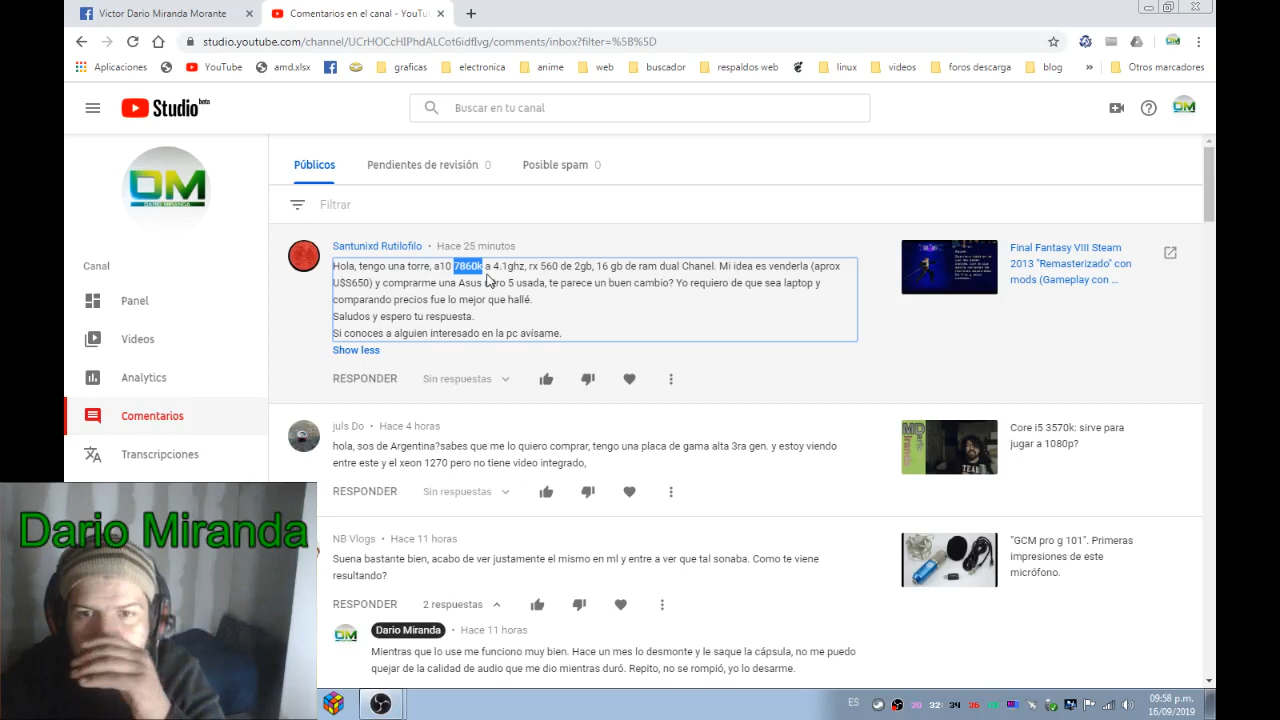 Victor Dario Miranda Morante
Comentarios en el canal - YouTu
studio.youtube.com/channel/UCrHOCcHIPhdALCot6idfIvg/comments/inbox?filter=%5B%5D
Aplicaciones YouTube amd.xlsx graficas electronica anime web buscador respaldos web linux videos foros descarga blog » Otros marcadores
Studio beta
Buscar en tu canal
DM
DM
DARIO MIRANDA
Canal
Panel
Videos
Analytics
Comentarios
Transcripciones
Públicos Pendientes de revisión 0 Posible spam 0
Filtrar
Santunixd Rutilofilo • Hace 25 minutos
Hola, tengo una torre, a10 7860k a 4.1ghz, rx360 de 2gb, 16 gb de ram dual Chanel. Mi idea es venderla (aprox
U$S650) y comprarme una Asus 5 usada, te parece un buen cambio? Yo requiero de que sea laptop y
comparando precios fue lo mejor que hallé.
Saludos y espero tu respuesta.
Si conoces a alguien interesado en la pc avísame.
Show less
RESPONDER Sin respuestas
Final Fantasy VIII Steam
2013 "Remasterizado" con
mods (Gameplay con ...
juls Do • Hace 4 horas
hola, sos de Argentina?sabes que me lo quiero comprar, tengo una placa de gama alta 3ra gen. y estoy viendo
entre este y el xeon 1270 pero no tiene video integrado,
RESPONDER Sin respuestas
Core i5 3570k: sirve para
jugar a 1080p?
NB Vlogs • Hace 11 horas
Suena bastante bien, acabo de ver justamente el mismo en ml y entre a ver que tal sonaba. Como te viene
resultando?
RESPONDER 2 respuestas
"GCM pro g 101". Primeras
impresiones de este
micrófono.
DM
Dario Miranda • Hace 11 horas
Mientras que lo use me funciono muy bien. Hace un mes lo desmonte y le saque la cápsula, no me puedo
quejar de la calidad de audio que me dio mientras duró. Repito, no se rompió, yo lo desarme.
Dario Miranda
ES
09:58 p.m.
16/09/2019